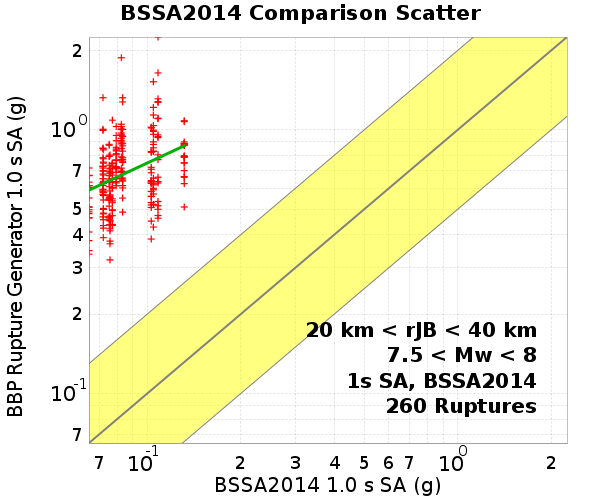 BSSA2014 Comparison Scatter
BBP Rupture Generator 1.0 s SA (g)
2
10^0
7
5
4
3
2
10^-1
7
20 km < rJB < 40 km
7.5 < Mw < 8
1s SA, BSSA2014
260 Ruptures
7 10^-1 2 3 4 5 6 7 10^0 2
BSSA2014 1.0 s SA (g)